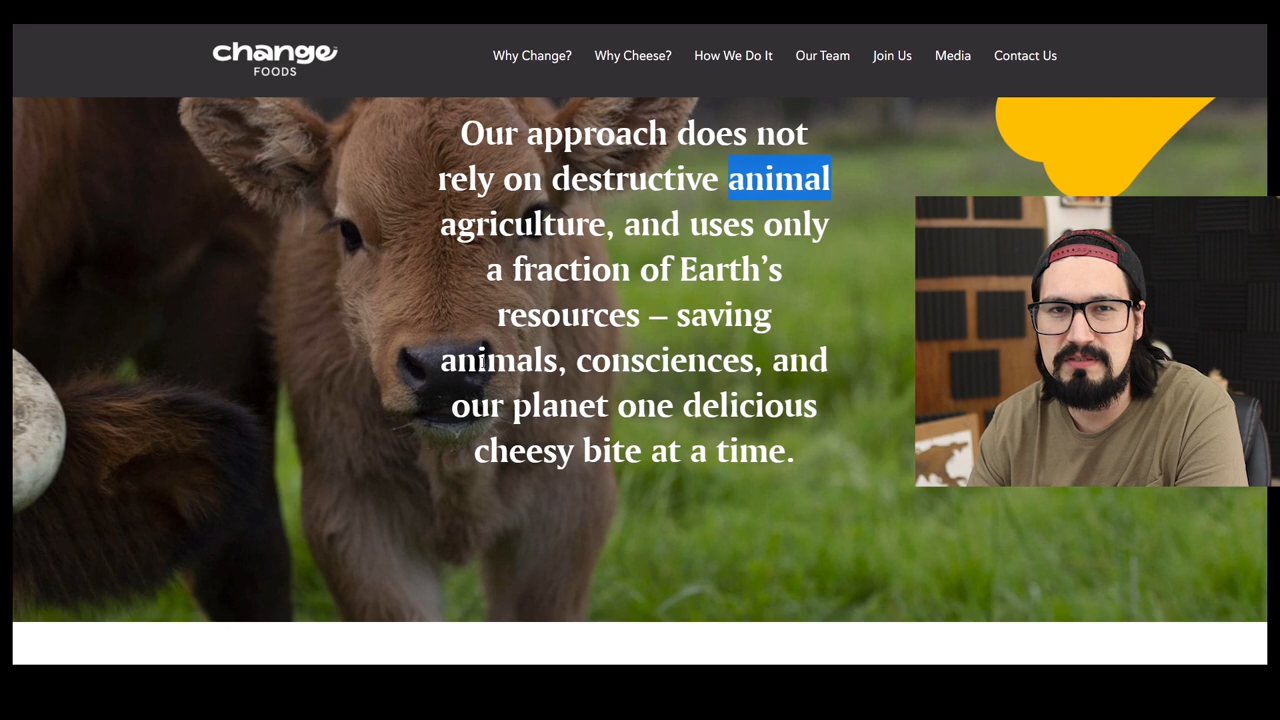 change
FOODS
Why Change? Why Cheese? How We Do It Our Team Join Us Media Contact Us
Our approach does not
rely on destructive animal
agriculture, and uses only
a fraction of Earth’s
resources – saving
animals, consciences, and
our planet one delicious
cheesy bite at a time.